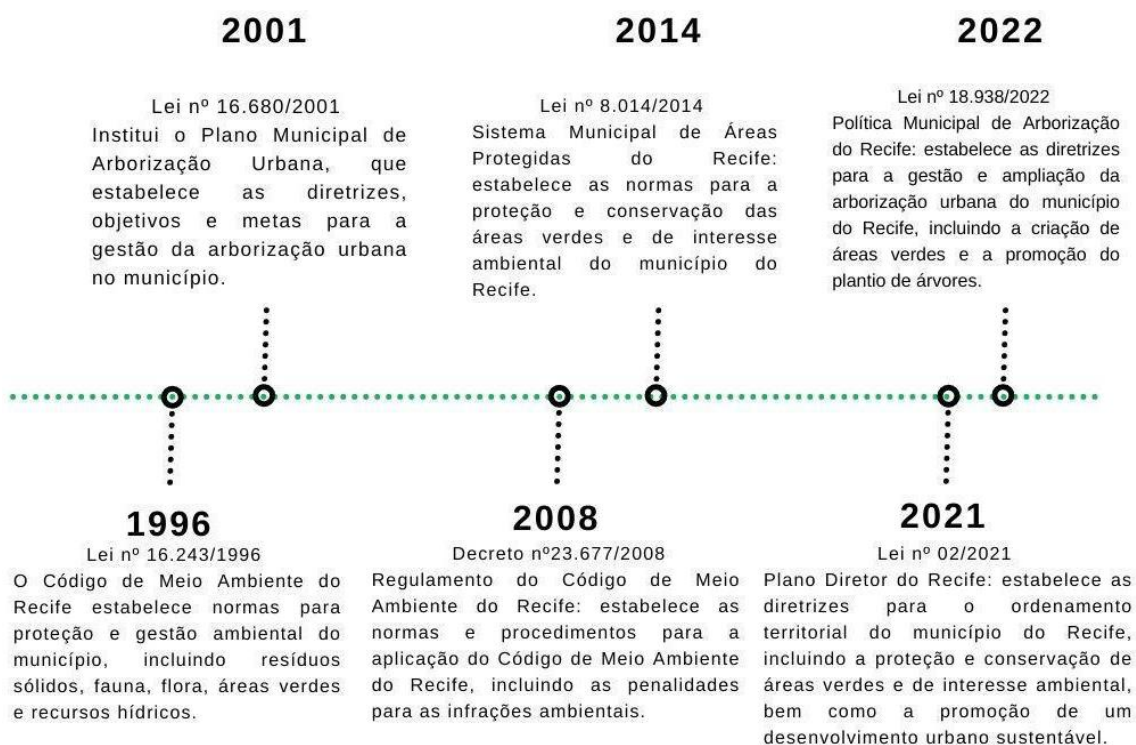 2001
Lei nº 16.680/2001
Institui o Plano Municipal de
Arborização Urbana, que
estabelece as diretrizes,
objetivos e metas para a
gestão da arborização urbana
no município.
2014
Lei nº 8.014/2014
Sistema Municipal de Áreas
Protegidas do Recife:
estabelece as normas para a
proteção e conservação das
áreas verdes e de interesse
ambiental do município do
Recife.
2022
Lei nº 18.938/2022
Política Municipal de Arborização
do Recife: estabelece as diretrizes
para a gestão e ampliação da
arborização urbana do município
do Recife, incluindo a criação de
áreas verdes e a promoção do
plantio de árvores.
1996
Lei nº 16.243/1996
O Código de Meio Ambiente do
Recife estabelece normas para
proteção e gestão ambiental do
município, incluindo resíduos
sólidos, fauna, flora, áreas verdes
e recursos hídricos.
2008
Decreto nº23.677/2008
Regulamento do Código de Meio
Ambiente do Recife: estabelece as
normas e procedimentos para a
aplicação do Código de Meio Ambiente
do Recife, incluindo as penalidades
para as infrações ambientais.
2021
Lei nº 02/2021
Plano Diretor do Recife: estabelece as
diretrizes para o ordenamento
territorial do município do Recife,
incluindo a proteção e conservação de
áreas verdes e de interesse ambiental,
bem como a promoção de um
desenvolvimento urbano sustentável.